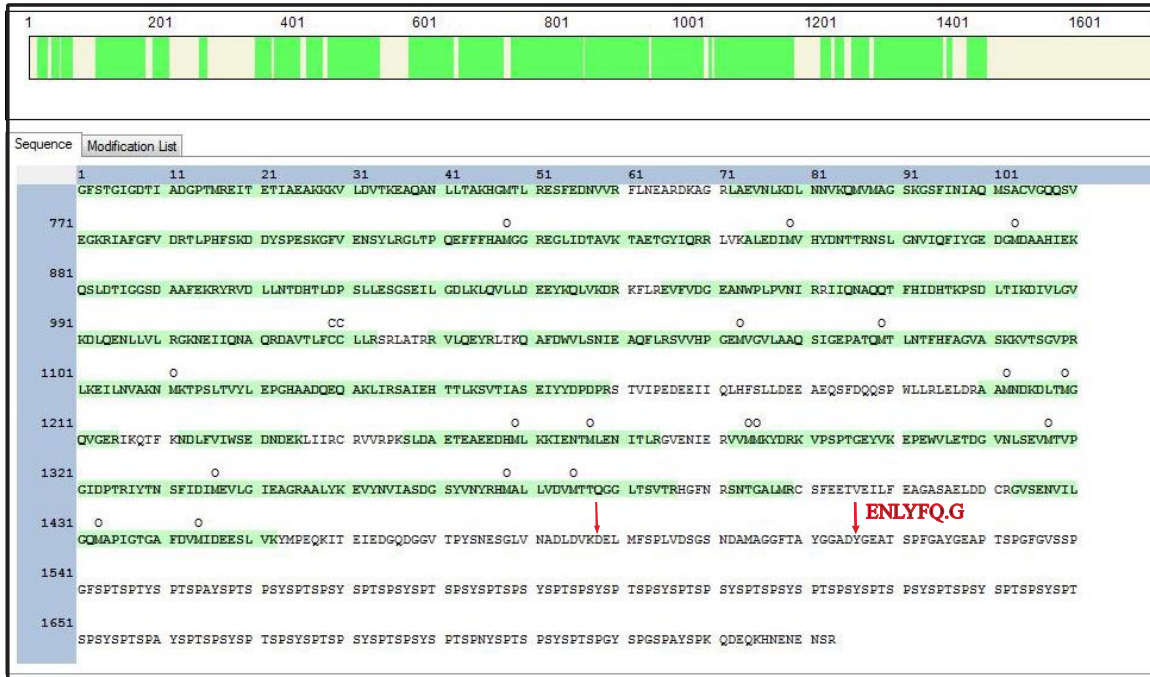 1 201 401 601 801 1001 1201 1401 1601
Sequence Modification List
1 11 21 31 41 51 61 71 81 91 101
GFSTGIGDTI ADGPTMREIT ETIAEAKKKV LDVTKEAQAN LLTAKHGMTL RESFEDNVVR FLNEARDKAG RLAEVNLKDL NNVKQMVMAG SKGSFINIAQ MSACVGQQSV
O O O
771 EGKRIAFGFV DRTLPHFSKD DYSPESKGFV ENSYLRGLTP QEFFFHAMGG REGLIDTAVK TAETGYIQRR LVKALEDIMV HYDNTTRNSL GNVIQFIYGE DGMDAAHIEK
881 QSLDTIGGSD AAFEKRYRVD LLNTDHTLDP SLLESGSEIL GDLKLQVLLD EEYKQLVKDR KFLREVFVDG EANWPLPVNI RRIIQNAQQT FHIDHTKPSD LTIKDIVLGV
CC O O
991 KDLQENLLVL RGKNEIIQNA QRDAVTLFCC LLRSRLATRR VLQEYRLTKQ AFDWVLSNIE AQFLRSVVHP GEMVGVLAAQ SIGEPATQMT LNTFHFAGVA SKKVTSGVPR
O O O
1101 LKEILNVAKN MKTPSLTVYL EPGHAADQEQ AKLIRSAIEH TTLKSVTIAS EIYYDPDPRS TVIPEDEEII QLHFSLLDEE AEQSFDQQSP WLLRLELDRA AMNDKDLTMG
O O OO O
1211 QVGERIKQTF KNDLFVIWSE DNDEKLIIRC RVVRPKSLDA ETEAEEDHML KKIENTMLEN ITLRGVENIE RVVMMKYDRK VPSPTGEYVK EPEWVLETDG VNLSEVMTVP
O O O
1321 GIDPTRIYTN SFIDIMEVLG IEAGRAALYK EVYNVIASDG SYVNYRHMAL LVDVMTTQGG LTSVTRHGFN RSNTGALMRC SFEETVEILF EAGASAELDD CRGVSENVIL
O O ENLYFQ.G
1431 GQMAPIGTGA FDVMIDEESL VKYMPEQKIT EIEDGQDGGV TPYSNESGLV NADLDVKDEL MFSPLVDSGS NDAMAGGFTA YGGADYGEAT SPFGAYGEAP TSPGFGVSSP
1541 GFSPTSPTYS PTSPAYSPTS PSYSPTSPSY SPTSPSYSPT SPSYSPTSPS YSPTSPSYSP TSPSYSPTSP SYSPTSPSYS PTSPSYSPTS PSYSPTSPSY SPTSPSYSPT
1651 SPSYSPTSPA YSPTSPSYSP TSPSYSPTSP SYSPTSPSYS PTSPNYSPTS PSYSPTSPGY SPGSPAYSPK QDEQKHNENE NSR